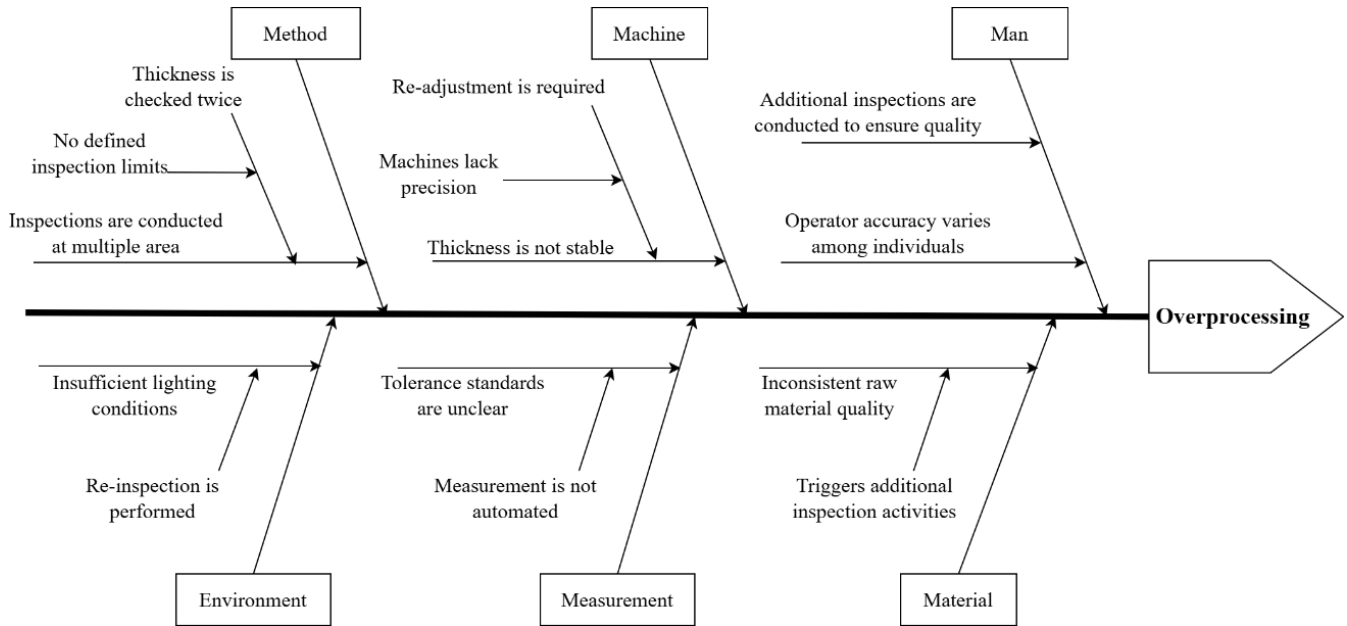 Method
Machine
Man
Thickness is
checked twice
Re-adjustment is required
Additional inspections are
conducted to ensure quality
No defined
inspection limits
Machines lack
precision
Inspections are conducted
at multiple area
Thickness is not stable
Operator accuracy varies
among individuals
Overprocessing
Insufficient lighting
conditions
Tolerance standards
are unclear
Inconsistent raw
material quality
Re-inspection is
performed
Measurement is not
automated
Triggers additional
inspection activities
Environment
Measurement
Material